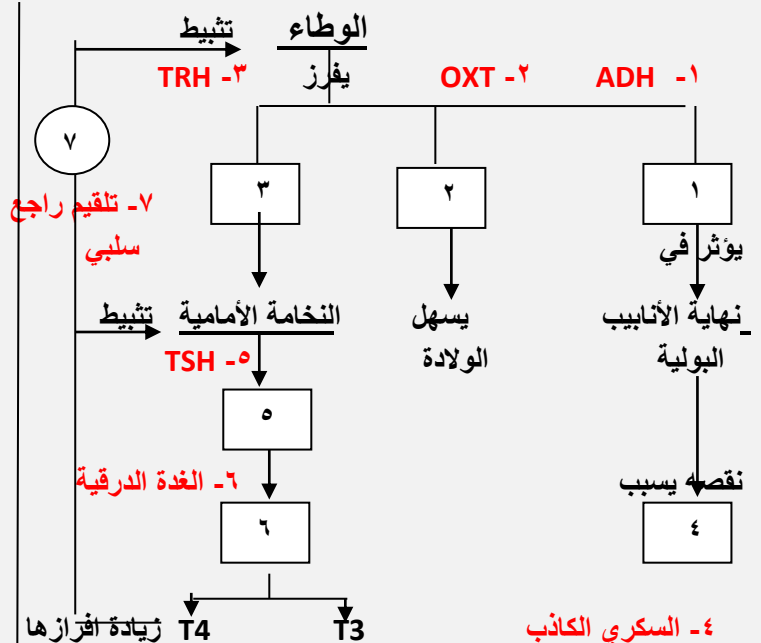 تثبيط
الوطاء
يفرز
١- ADH
٢- OXT
٣- TRH
٧
٣
٢
١
٧- تلقيم راجع
سلبي
يؤثر في
تثبيط
النخامة الأمامية
يسهل
الولادة
نهاية الأنابيب
البولية
٥- TSH
٥
٦- الغدة الدرقية
نقصه يسبب
٦
٤
زيادة افرازها
T4
T3
٤- السكري الكاذب